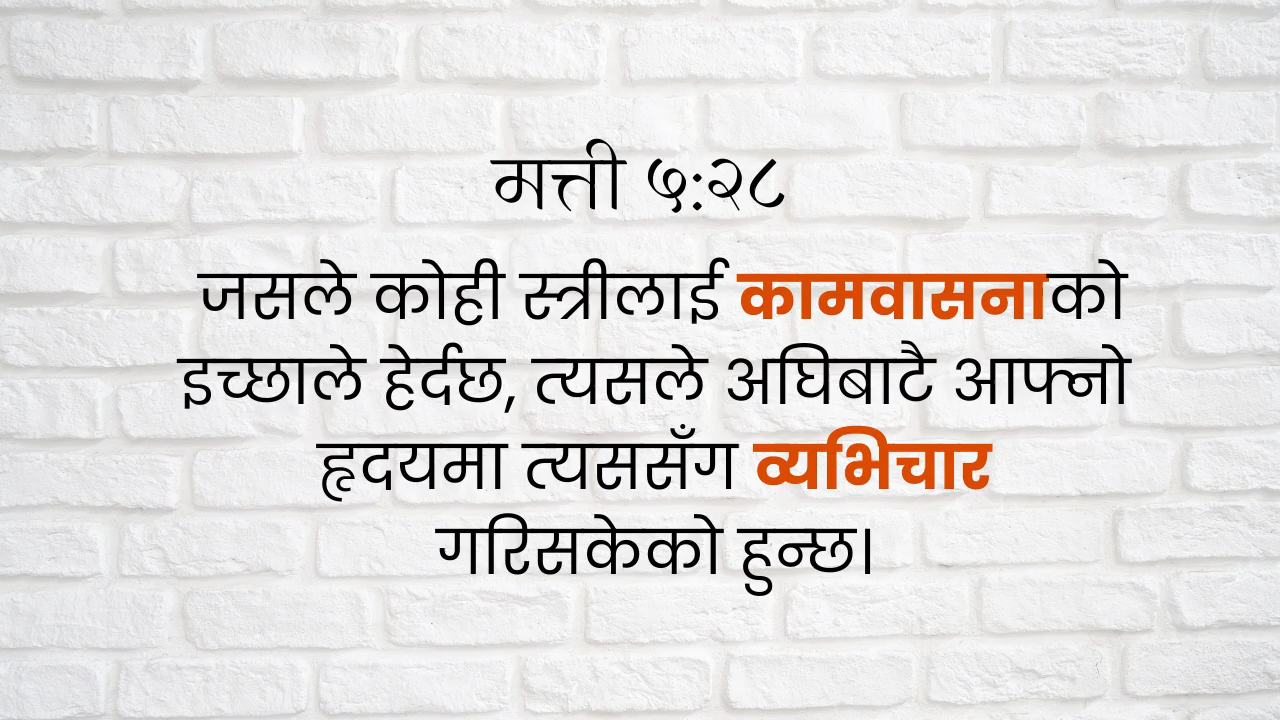 मत्ती ५:२८
जसले कोही स्त्रीलाई कामवासनाको
इच्छाले हेर्दछ, त्यसले अघिबाटै आफ्नो
हृदयमा त्यससँग व्यभिचार
गरिसकेको हुन्छ।